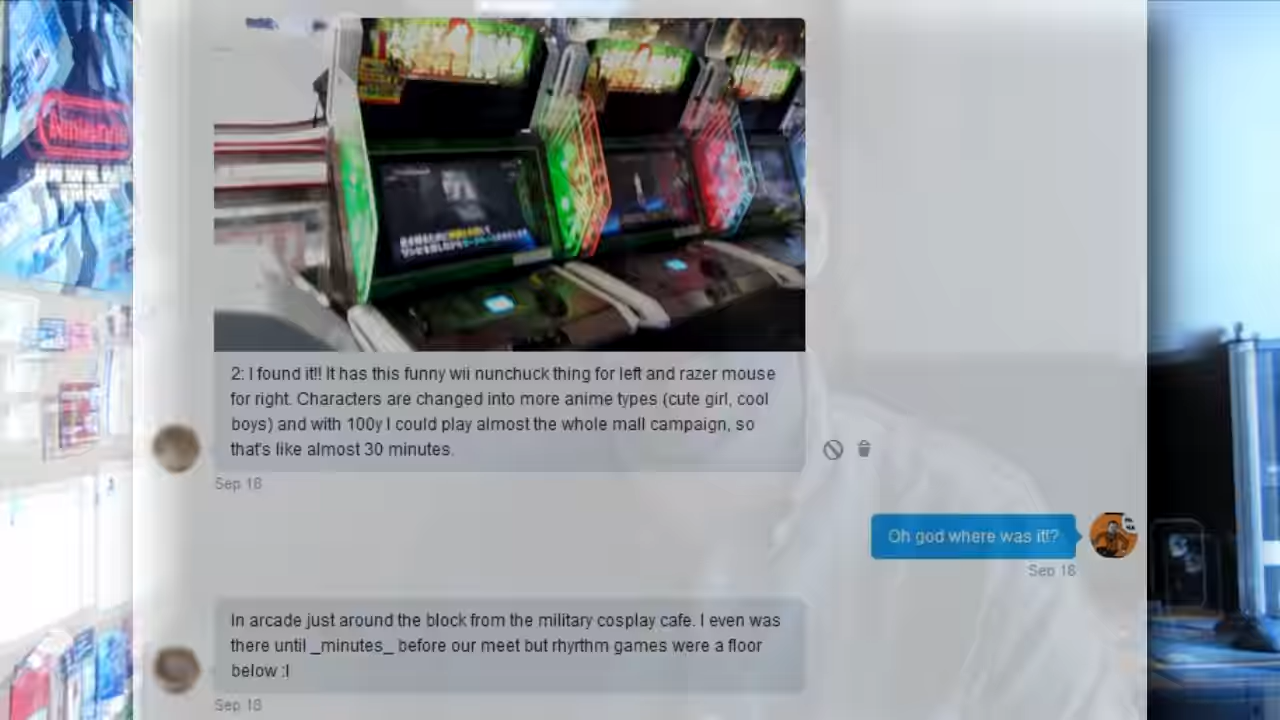 2: I found it!! It has this funny wii nunchuck thing for left and razer mouse
for right. Characters are changed into more anime types (cute girl, cool
boys) and with 100y I could play almost the whole mall campaign, so
that's like almost 30 minutes.
Sep 18
Oh god where was it!?
Sep 18
In arcade just around the block from the military cosplay cafe. I even was
there until _minutes_ before our meet but rhyrthm games were a floor
below :l
Sep 18